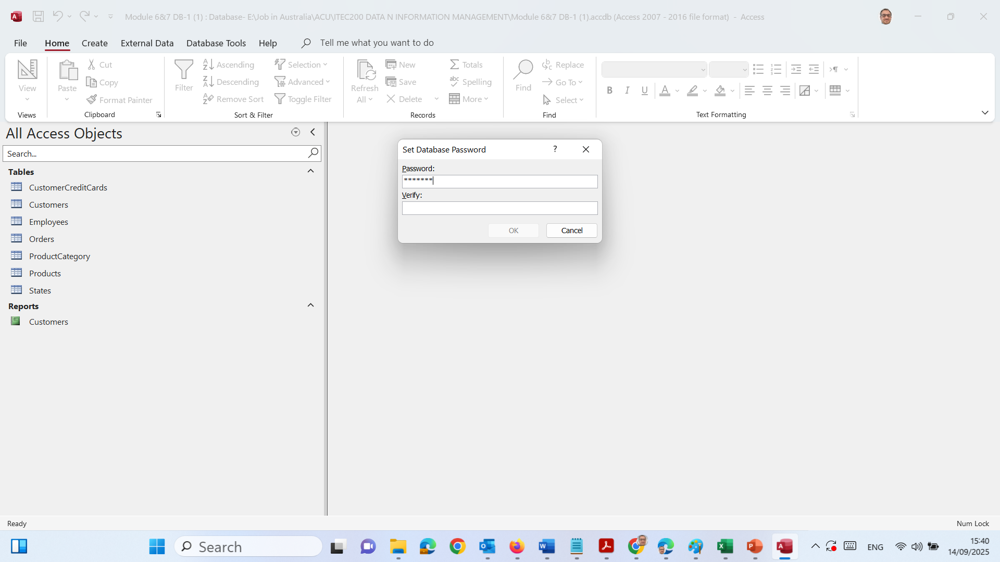 Module 6&7 DB-1 (1) : Database- E:\Job in Australia\ACU\ITEC200 DATA N INFORMATION MANAGEMENT\Module 6&7 DB-1 (1).accdb (Access 2007 - 2016 file format) - Access
File Home Create External Data Database Tools Help Tell me what you want to do
View
Views
Paste
Cut
Copy
Format Painter
Clipboard
Filter
Ascending
Descending
Remove Sort
Selection
Advanced
Toggle Filter
Sort & Filter
Refresh
All
New
Save
Delete
Totals
Spelling
More
Records
Find
Replace
Go To
Select
Find
B I U A
Text Formatting
All Access Objects
Search...
Tables
CustomerCreditCards
Customers
Employees
Orders
ProductCategory
Products
States
Reports
Customers
Set Database Password ?
Password:
*******
Verify:
OK Cancel
Ready Num Lock
Search
ENG
15:40
14/09/2025